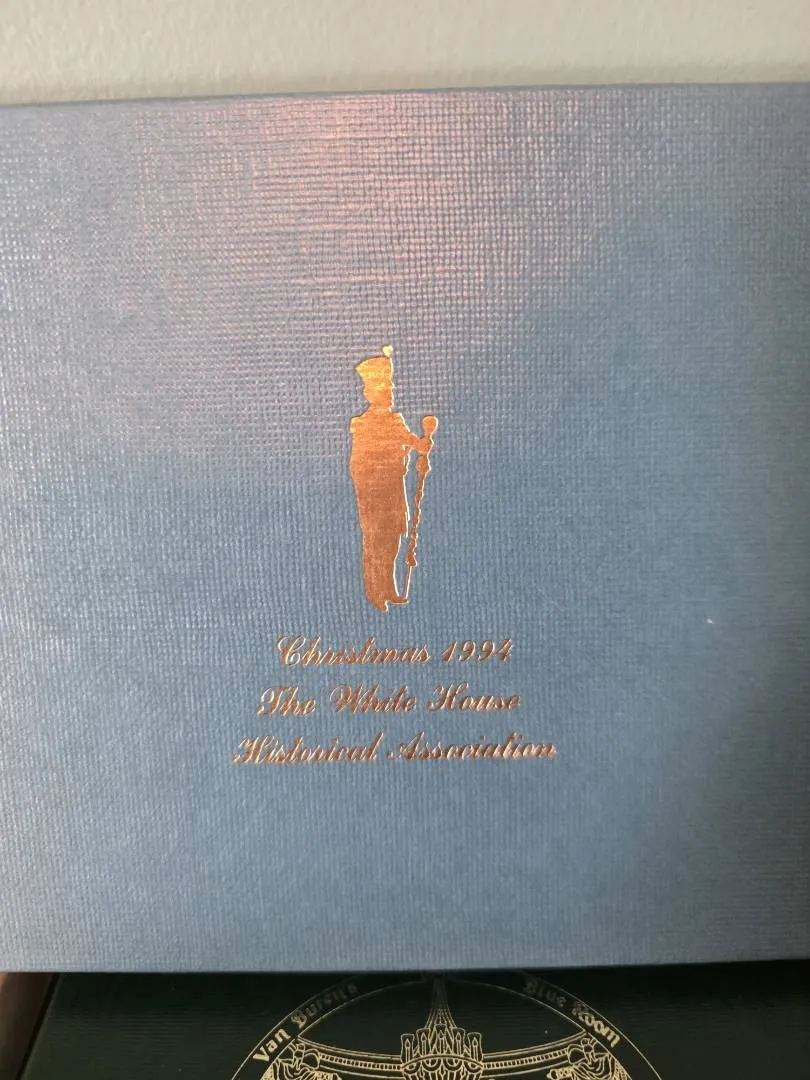 Christmas 1994
The White House
Historical Association
Van Buren's Blue Room